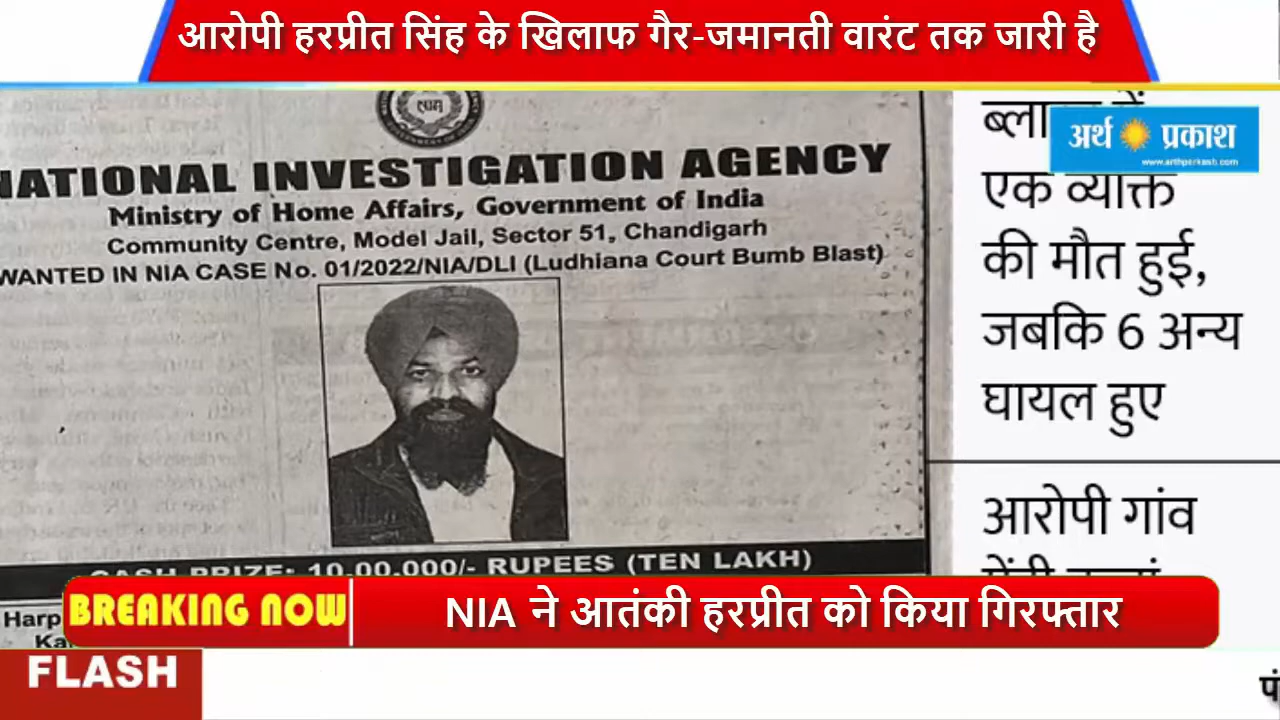 आरोपी हरप्रीत सिंह के खिलाफ गैर-जमानती वारंट तक जारी है
NATIONAL INVESTIGATION AGENCY
Ministry of Home Affairs, Government of India
Community Centre, Model Jail, Sector 51, Chandigarh
WANTED IN NIA CASE No. 01/2022/NIA/DLI (Ludhiana Court Bumb Blast)
CASH PRIZE: 10,00,000/- RUPEES (TEN LAKH)
अर्थ प्रकाश
www.arthparkash.com
एक व्यक्ति
की मौत हुई,
जबकि 6 अन्य
घायल हुए
आरोपी गांव
BREAKING NOW
NIA ने आतंकी हरप्रीत को किया गिरफ्तार
FLASH